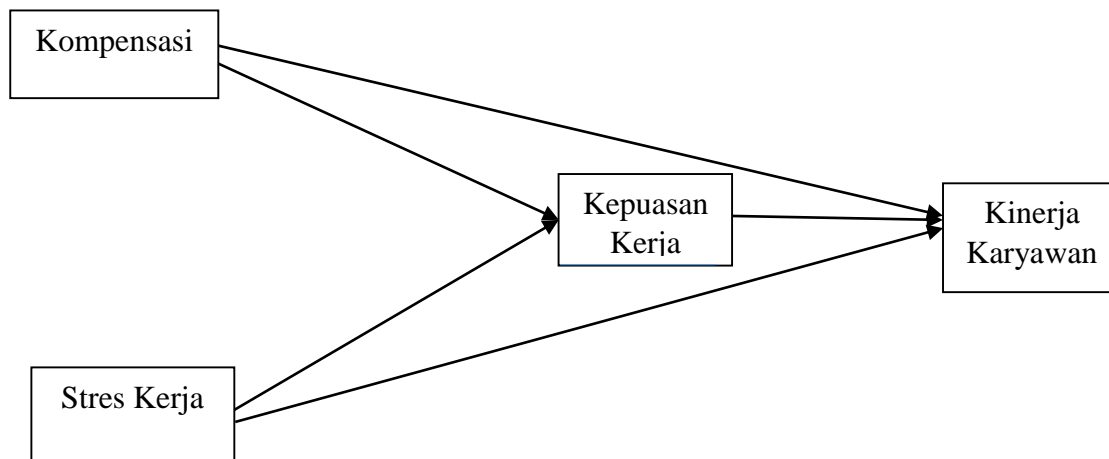 Kompensasi
Kepuasan
Kerja
Kinerja
Karyawan
Stres Kerja